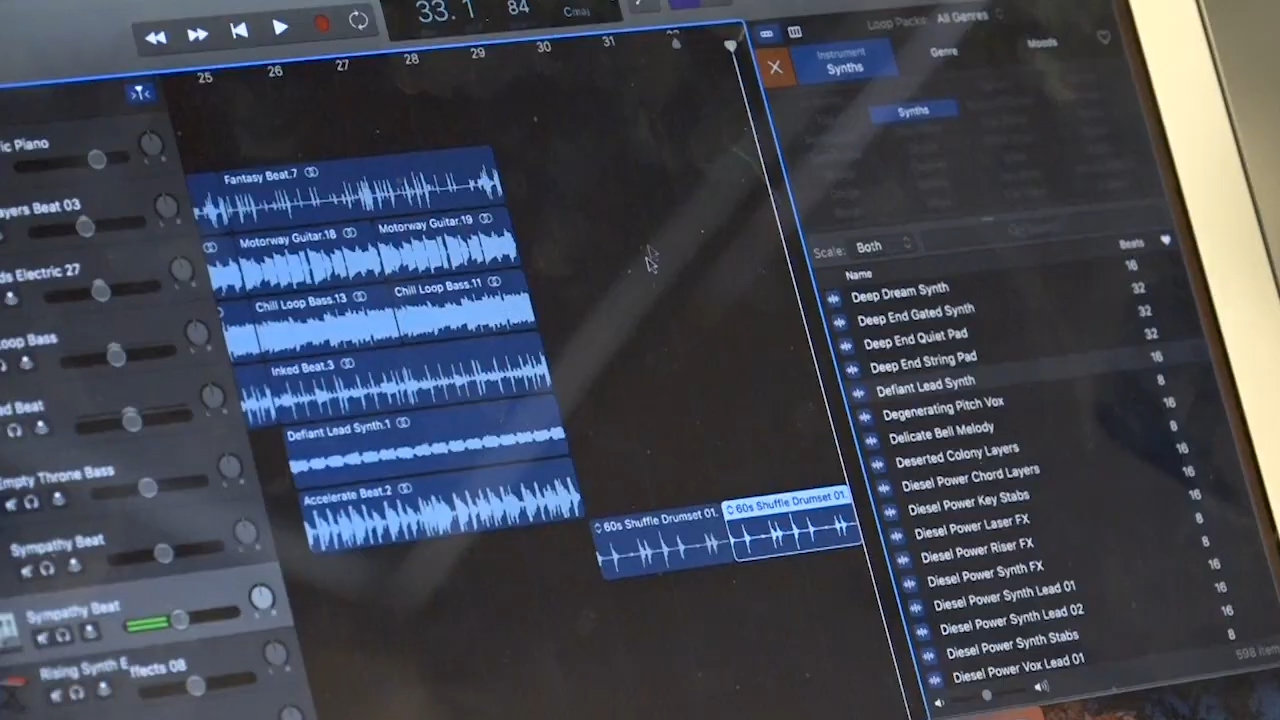 33.1
84
Cmaj
Loop Packs: All Genres
25 26 27 28 29 30 31
Instrument
Synths
Genre
Moods
Synths
Scale: Both
Name
Beats
Deep Dream Synth 16
Deep End Gated Synth 32
Deep End Quiet Pad 32
Deep End String Pad 32
Defiant Lead Synth 16
Degenerating Pitch Vox 8
Delicate Bell Melody 16
Deserted Colony Layers 8
Diesel Power Chord Layers 16
Diesel Power Key Stabs 16
Diesel Power Laser FX 16
Diesel Power Riser FX 8
Diesel Power Synth FX 8
Diesel Power Synth Lead 01 16
Diesel Power Synth Lead 02 16
Diesel Power Synth Stabs 16
Diesel Power Vox Lead 01 8
598 item
ic Piano
ayers Beat 03
ds Electric 27
oop Bass
ed Beat
Empty Throne Bass
Sympathy Beat
Sympathy Beat
Rising Synth Effects 08
Fantasy Beat.7
Motorway Guitar.18
Motorway Guitar.19
Chill Loop Bass.13
Chill Loop Bass.11
Inked Beat.3
Defiant Lead Synth.1
Accelerate Beat.2
60s Shuffle Drumset 01.
60s Shuffle Drumset 01.